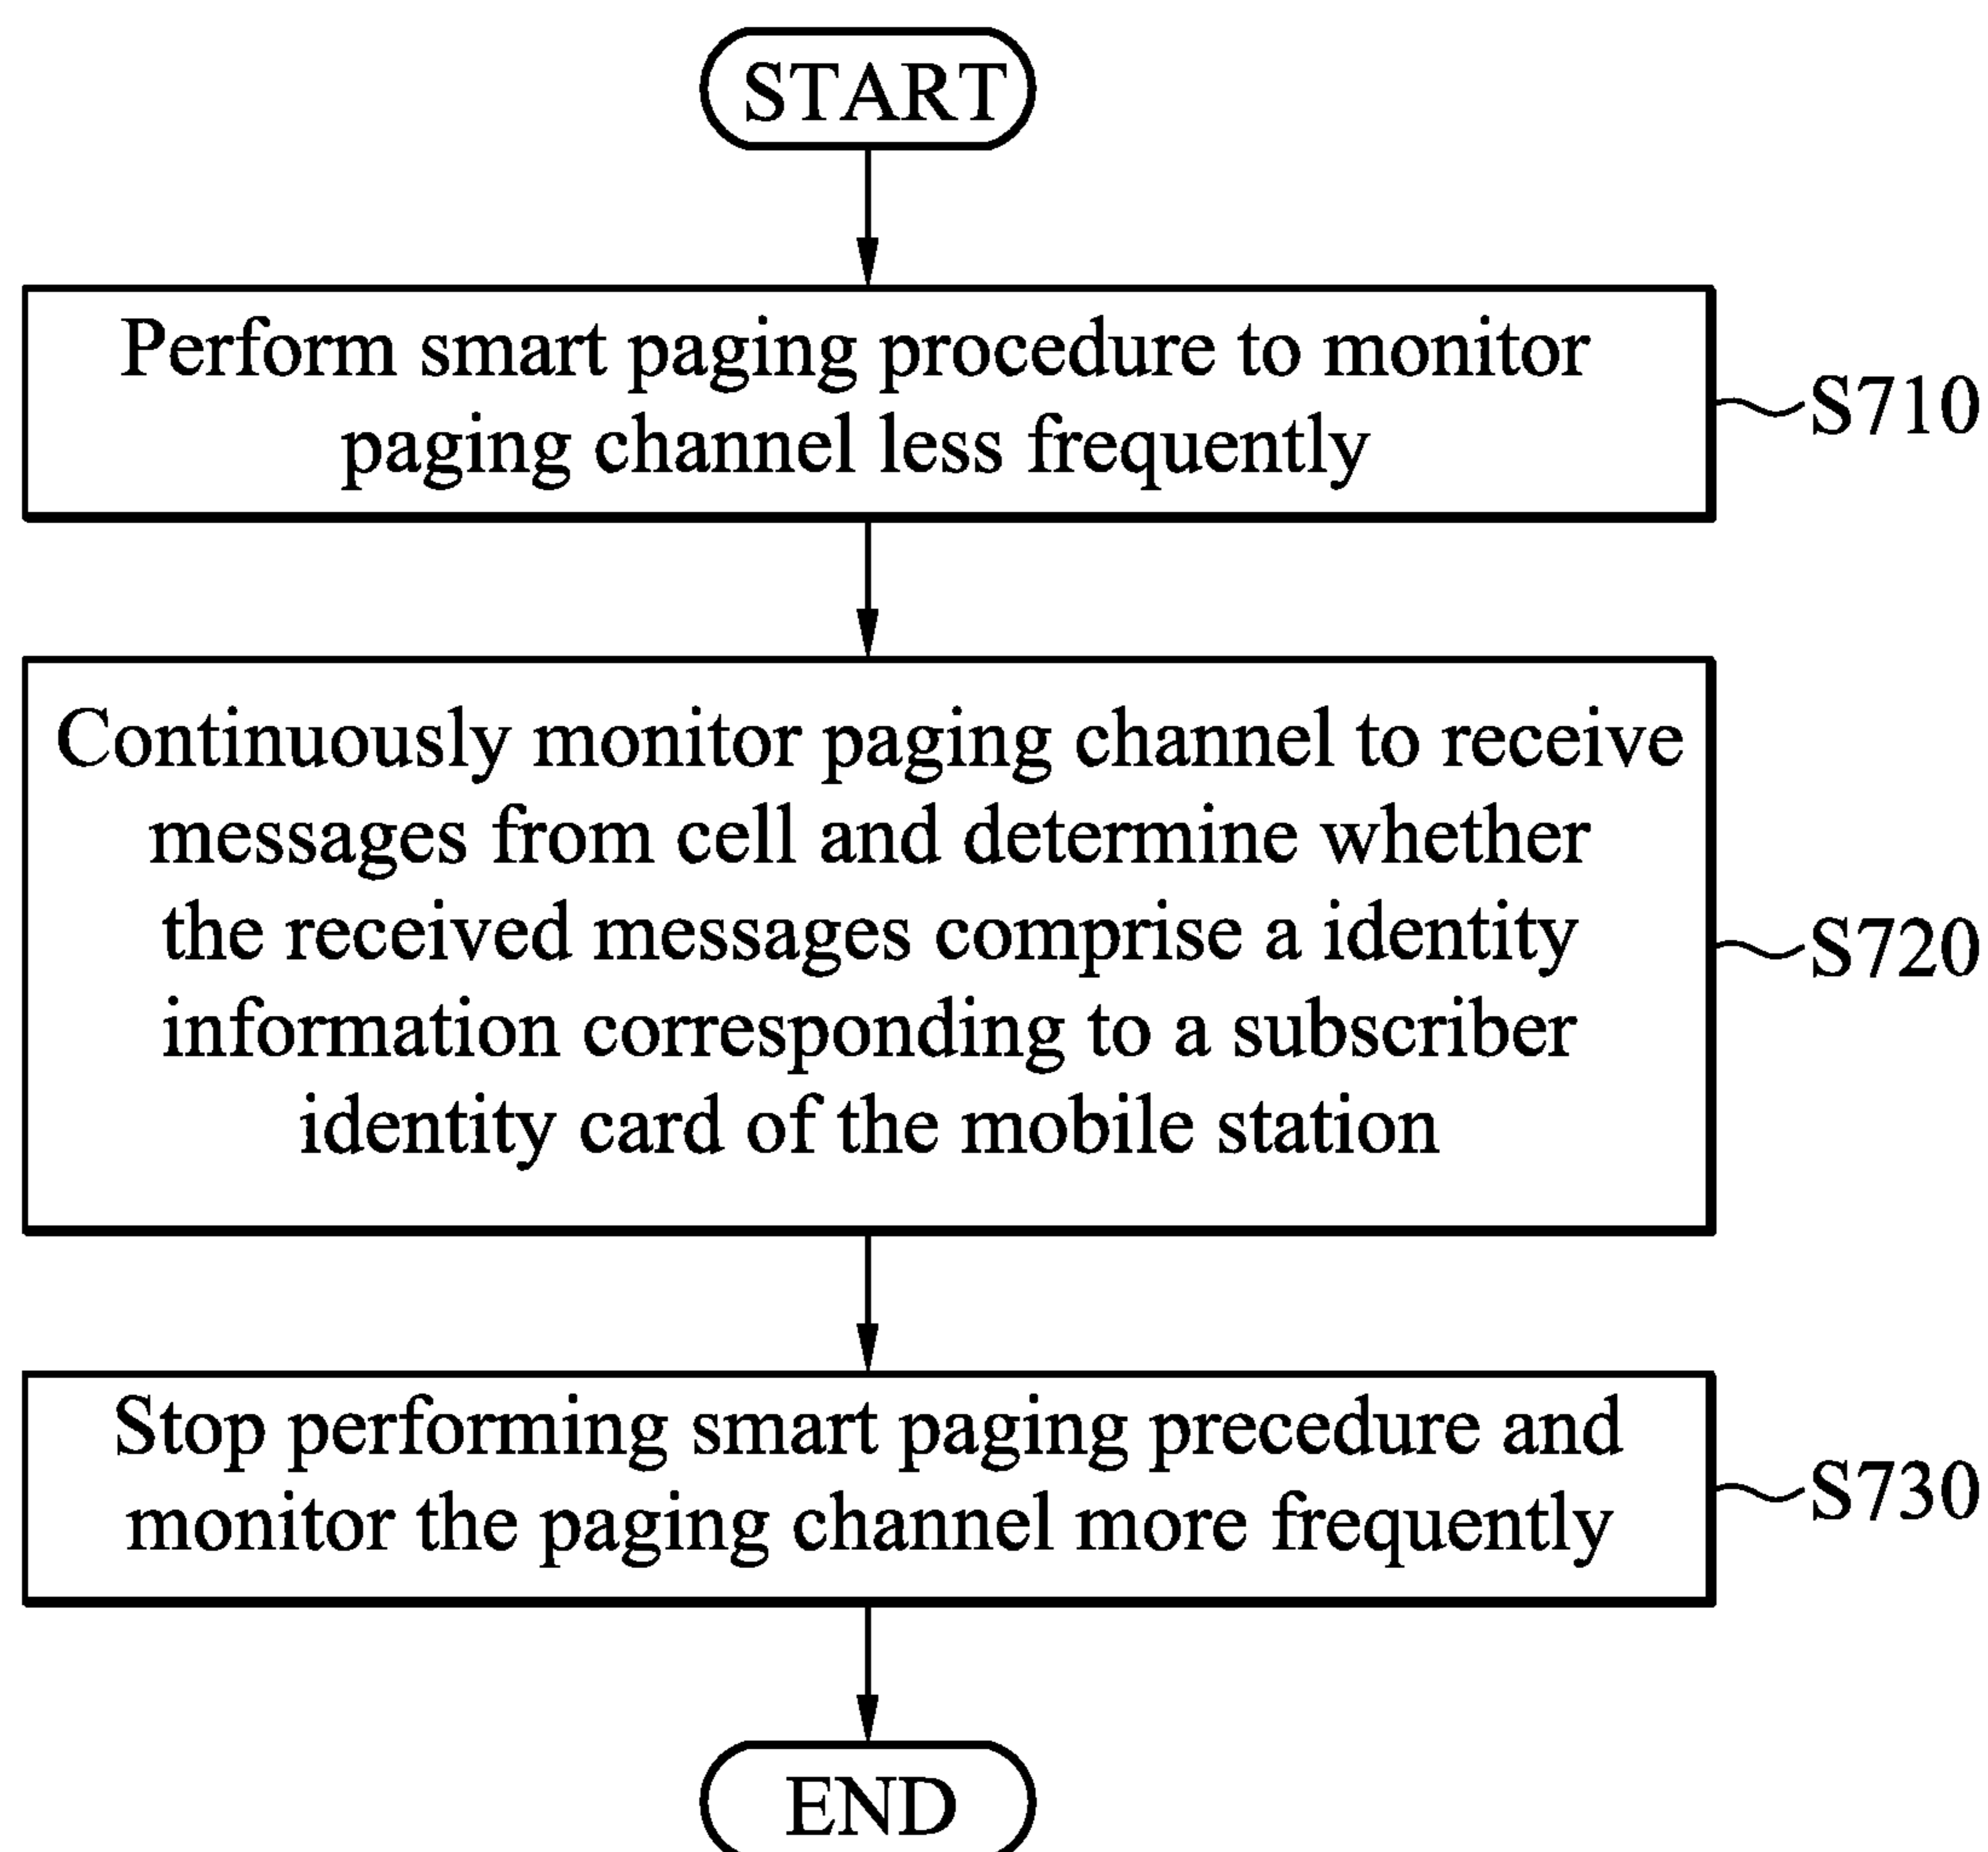 START
Perform smart paging procedure to monitor
paging channel less frequently
S710
Continuously monitor paging channel to receive
messages from cell and determine whether
the received messages comprise a identity
information corresponding to a subscriber
identity card of the mobile station
S720
Stop performing smart paging precedure and
monitor the paging channel more frequently
S730
END